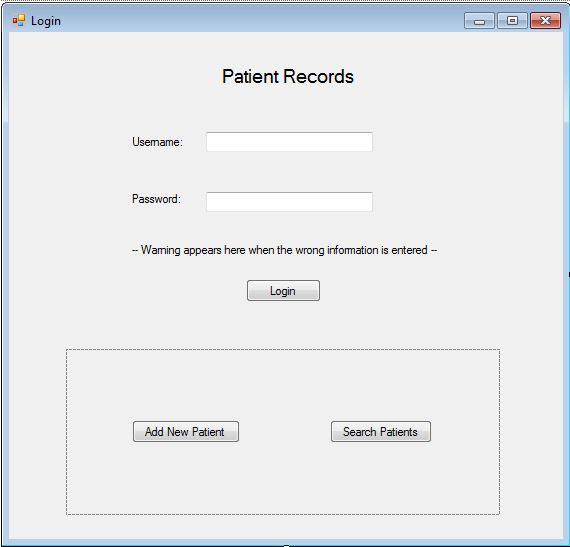 Login
Patient Records
Username:
Password:
-- Warning appears here when the wrong information is entered --
Login
Add New Patient
Search Patients